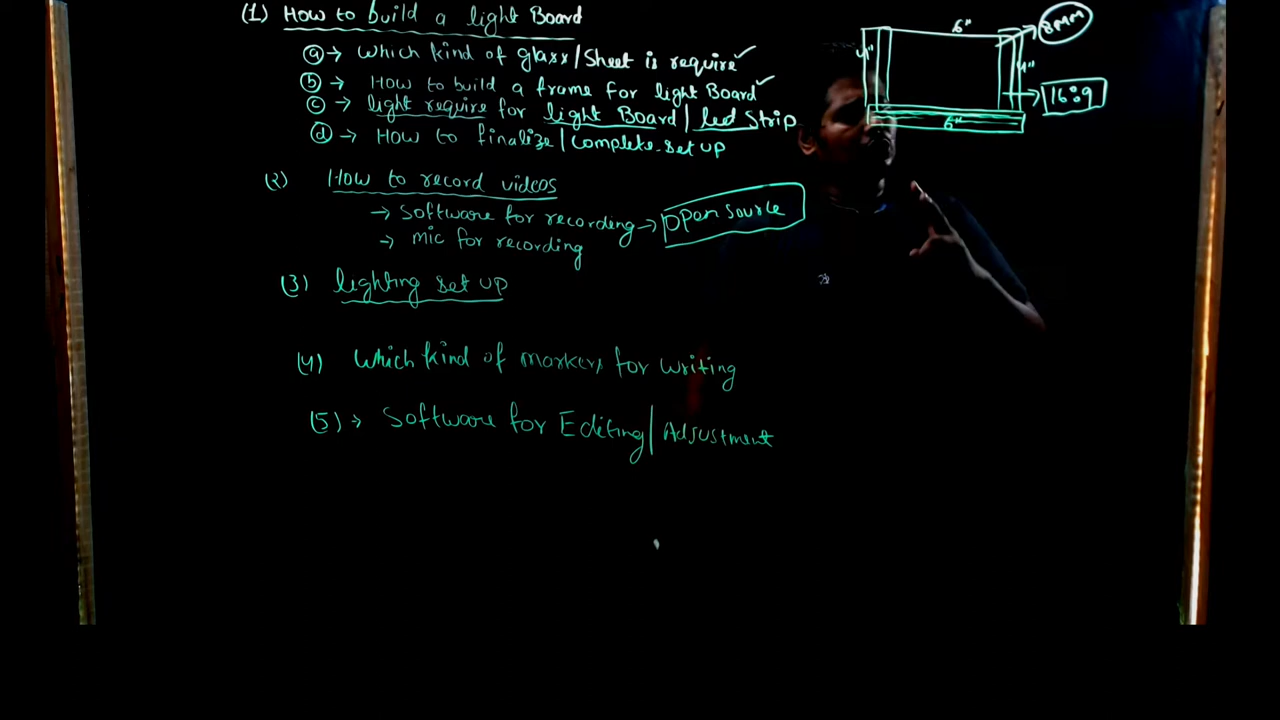 (1) How to build a light Board
(a) → Which kind of glass/Sheet is require ✓
(b) → How to build a frame for light Board ✓
(c) → light require for light Board/led Strip
(d) → How to finalize/Complete set up
(2) How to record videos
→ Software for recording → Open Source
→ mic for recording
(3) lighting set up
(4) Which kind of markers for writing
(5) → Software for Editing/Adjustment
6"
8MM
4"
4"
16:9
6"